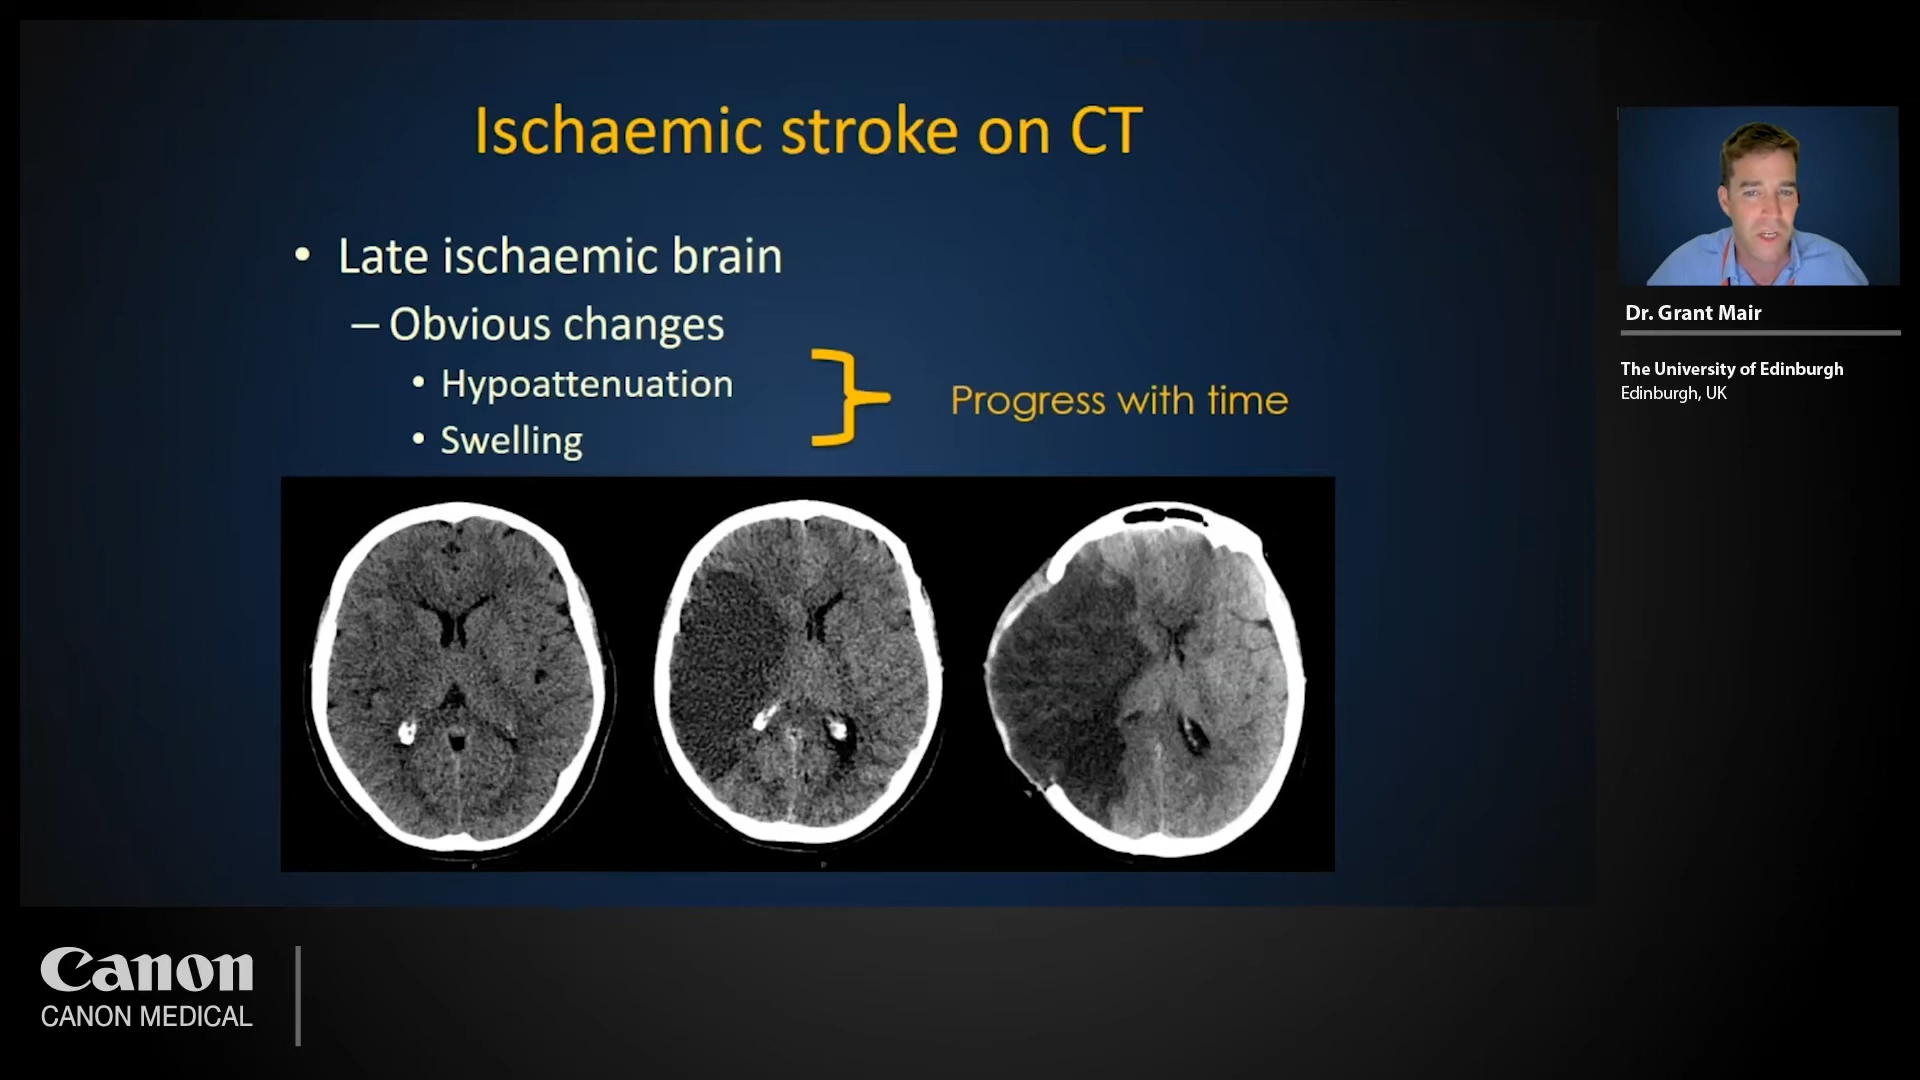 Ischaemic stroke on CT
• Late ischaemic brain
– Obvious changes
• Hypoattenuation
• Swelling
Progress with time
Dr. Grant Mair
The University of Edinburgh
Edinburgh, UK
Canon
CANON MEDICAL